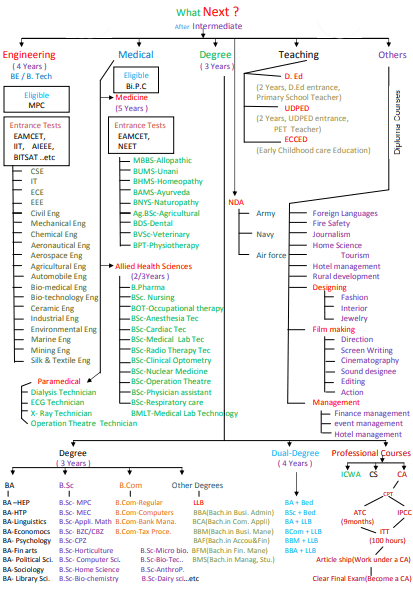 What Next ?
After Intermediate
Engineering
( 4 Years )
BE / B. Tech
Eligible
MPC
Entrance Tests
EAMCET,
IIT, AIEEE,
BITSAT ..etc
CSE
IT
ECE
EEE
Civil Eng
Mechanical Eng
Chemical Eng
Aeronautical Eng
Aerospace Eng
Agricultural Eng
Automobile Eng
Bio-medical Eng
Bio-technology Eng
Ceramic Eng
Industrial Eng
Environmental Eng
Marine Eng
Mining Eng
Silk & Textile Eng
Paramedical
Dialysis Technician
ECG Technician
X- Ray Technician
Operation Theatre Technician
Medical
Eligible
Bi.P.C
Medicine
(5 Years)
Entrance Tests
EAMCET,
NEET
MBBS-Allopathic
BUMS-Unani
BHMS-Homeopathy
BAMS-Ayurveda
BNYS-Naturopathy
Ag.BSc-Agricultural
BDS-Dental
BVSc-Veterinary
BPT-Physiotherapy
Allied Health Sciences
(2/3Years)
B.Pharma
BSc. Nursing
BOT-Occupational therapy
BSc-Anesthesia Tec
BSc-Cardiac Tec
BSc-Medical Lab Tec
BSc-Radio Therapy Tec
BSc-Clinical Optometry
BSc-Nuclear Medicine
BSc-Operation Theatre
BSc-Physician assistant
BSc-Respiratory care
BMLT-Medical Lab Technology
Degree
( 3 Years )
NDA
Army
Navy
Air force
Teaching
D. Ed
(2 Years, D.Ed entrance,
Primary School Teacher)
UDPED
(2 Years, UDPED entrance,
PET Teacher)
ECCED
(Early Childhood care Education)
Others
Diploma Courses
Foreign Languages
Fire Safety
Journalism
Home Science
Tourism
Hotel management
Rural development
Designing
Fashion
Interior
Jewelry
Film making
Direction
Screen Writing
Cinematography
Sound designee
Editing
Action
Management
Finance management
event management
Hotel management
Degree
( 3 Years )
BA
BA –HEP
BA-HTP
BA-Linguistics
BA-Economocs
BA-Psychology
BA-Fin arts
BA- Political Sci.
BA-Sociology
BA- Library Sci.
B.Sc
B.Sc- MPC
B.Sc- MEC
B.Sc-Appli. Math
B.Sc- BZC/CBZ
B.Sc-CPZ
B.Sc-Horticulture
B.Sc-Computer Sci.
B.Sc-Home Science
B.Sc-Bio-chemistry
B.Com
B.Com-Regular
B.Com-Computers
B.Com-Bank Mana.
B.Com-Tax Proce.
B.Sc-Micro bio.
B.Sc-Bio-Tec..
B.Sc-AnthroP.
B.Sc-Dairy sci...etc
Other Degrees
LLB
BBA(Bach.in Busi. Admin)
BCA(Bach.in Com. Appli)
BBM(Bach.in Busi. Mane)
BAF(Bach.in Accou&Fin)
BFM(Bach.in Fin. Mane)
BMS(Bach.in Manag, Stu.)
Dual-Degree
( 4 Years )
BA + Bed
BSc + Bed
BA + LLB
BCom + LLB
BBM + LLB
BBA + LLB
Professional Courses
ICWA
CS
CA
CPT
ATC
(9months)
IPCC
ITT
(100 hours)
Article ship(Work under a CA)
Clear Final Exam(Become a CA)